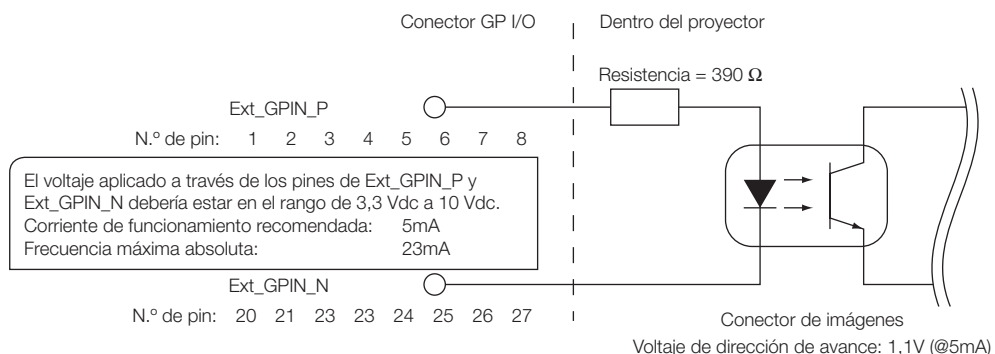 Conector GP I/O
Dentro del proyector
Resistencia = 390 Ω
Ext_GPIN_P
N.º de pin: 1 2 3 4 5 6 7 8
El voltaje aplicado a través de los pines de Ext_GPIN_P y
Ext_GPIN_N debería estar en el rango de 3,3 Vdc a 10 Vdc.
Corriente de funcionamiento recomendada: 5mA
Frecuencia máxima absoluta: 23mA
Ext_GPIN_N
N.º de pin: 20 21 23 23 24 25 26 27
Conector de imágenes
Voltaje de dirección de avance: 1,1V (@5mA)